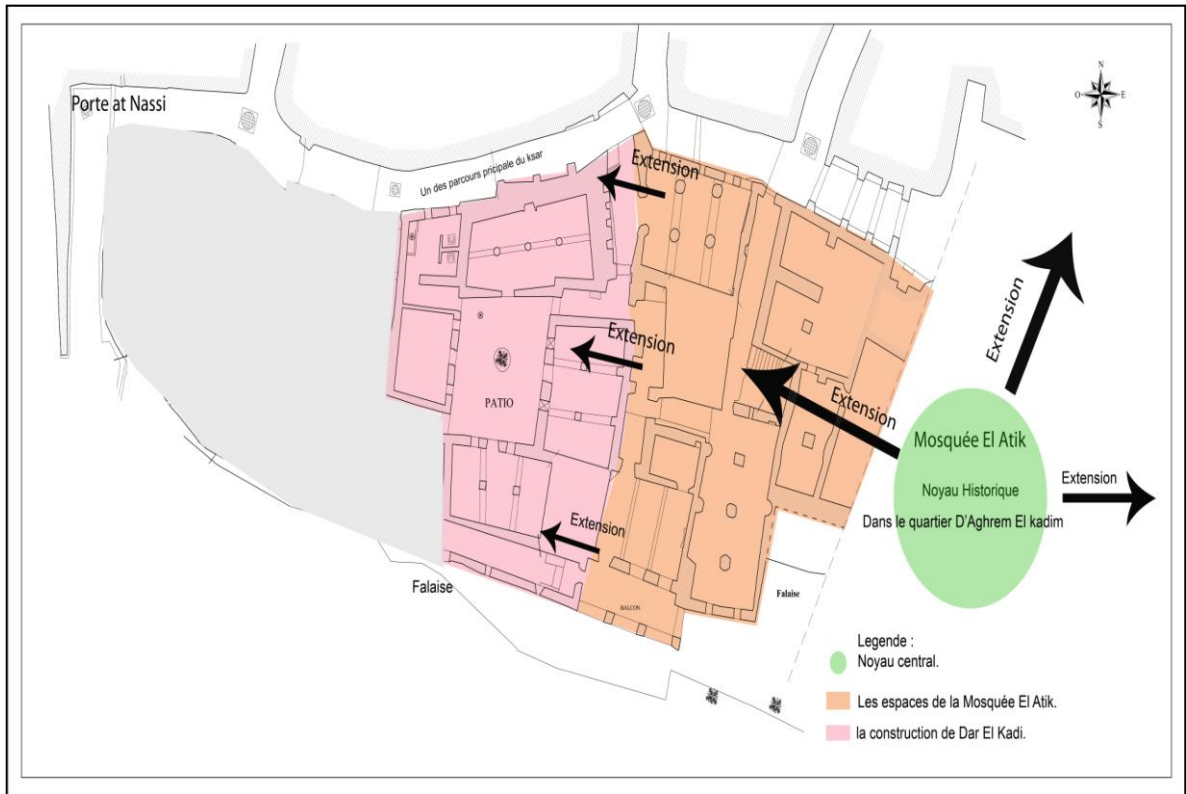 N
O E
S
Porte at Nassi
Un des parcours pricipale du ksar
Extension
Extension
Extension
Extension
PATIO
Extension
Mosquée El Atik
Noyau Historique
Extension
Dans le quartier D'Aghrem El kadim
Extension
Falaise
Falaise
BALCON
Legende :
Noyau central.
Les espaces de la Mosquée El Atik.
la construction de Dar El Kadi.